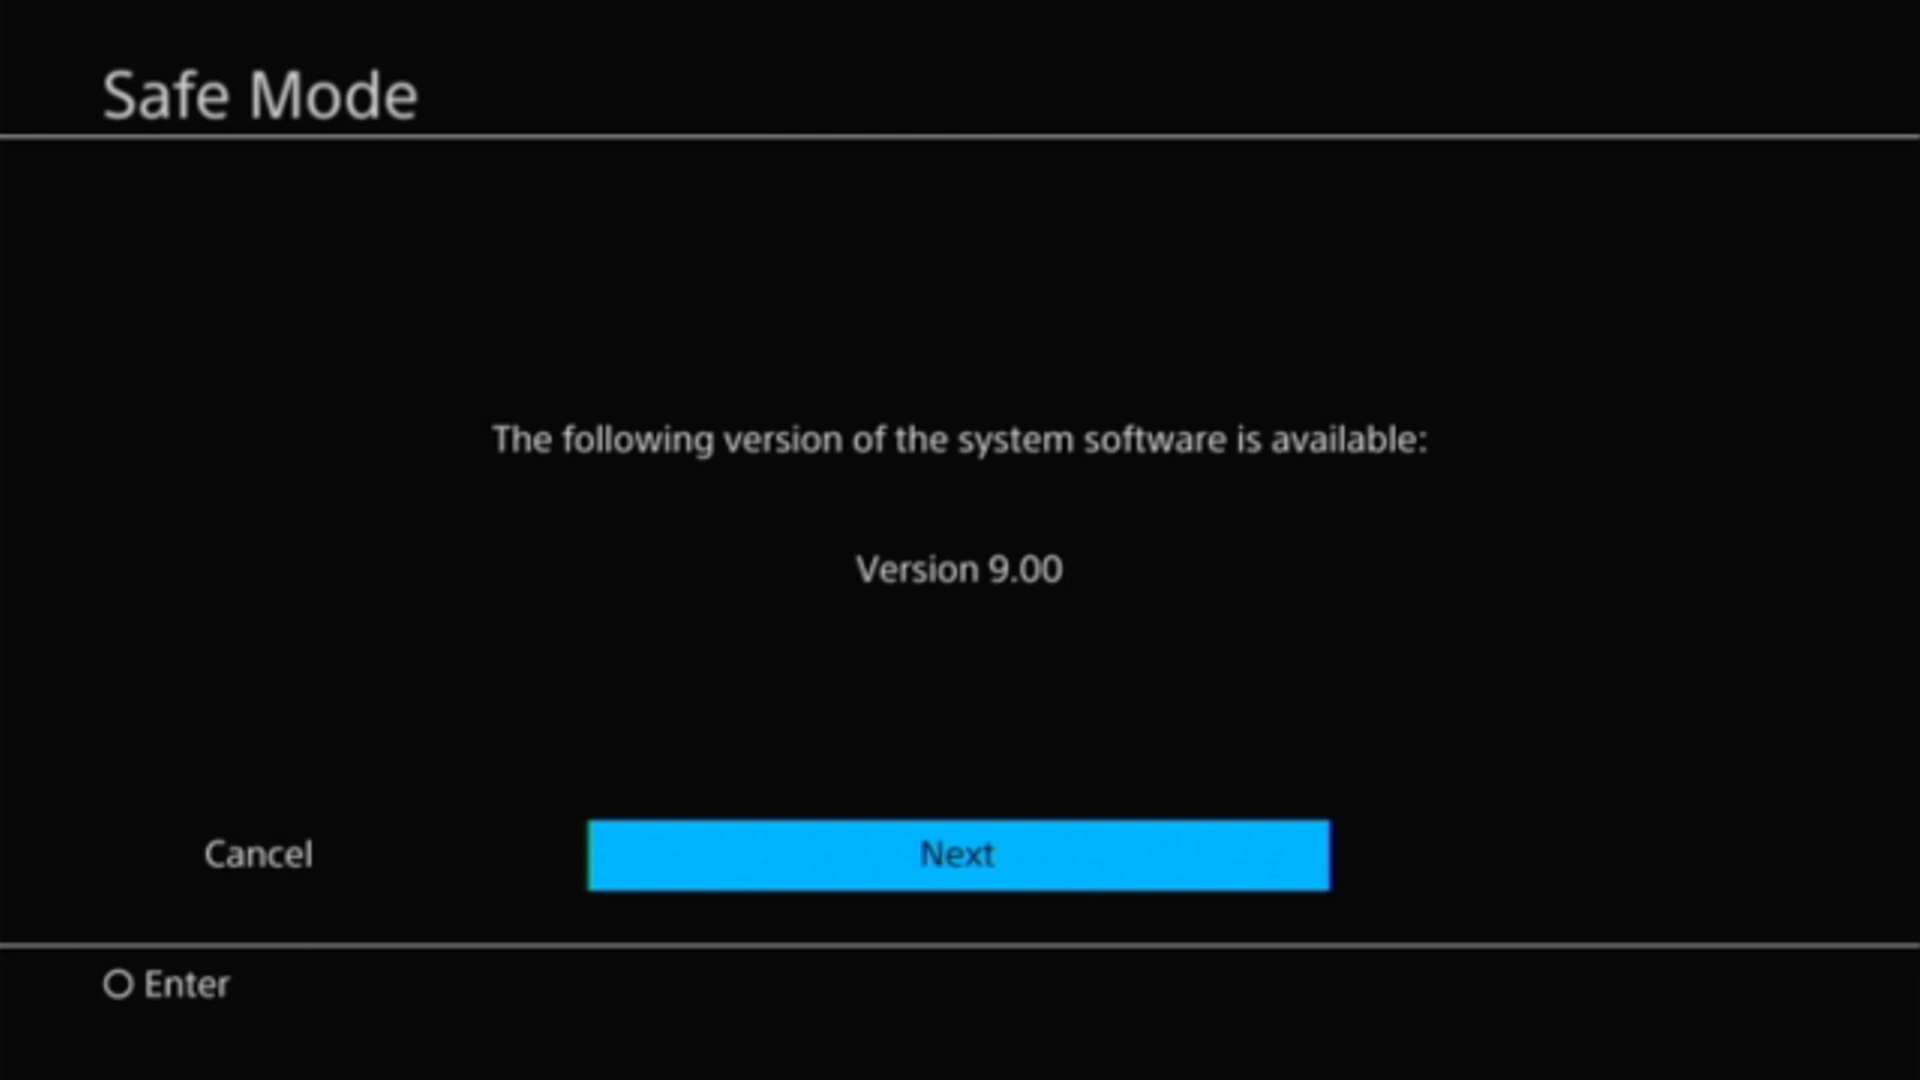 Safe Mode
The following version of the system software is available:
Version 9.00
Cancel
Next
Enter